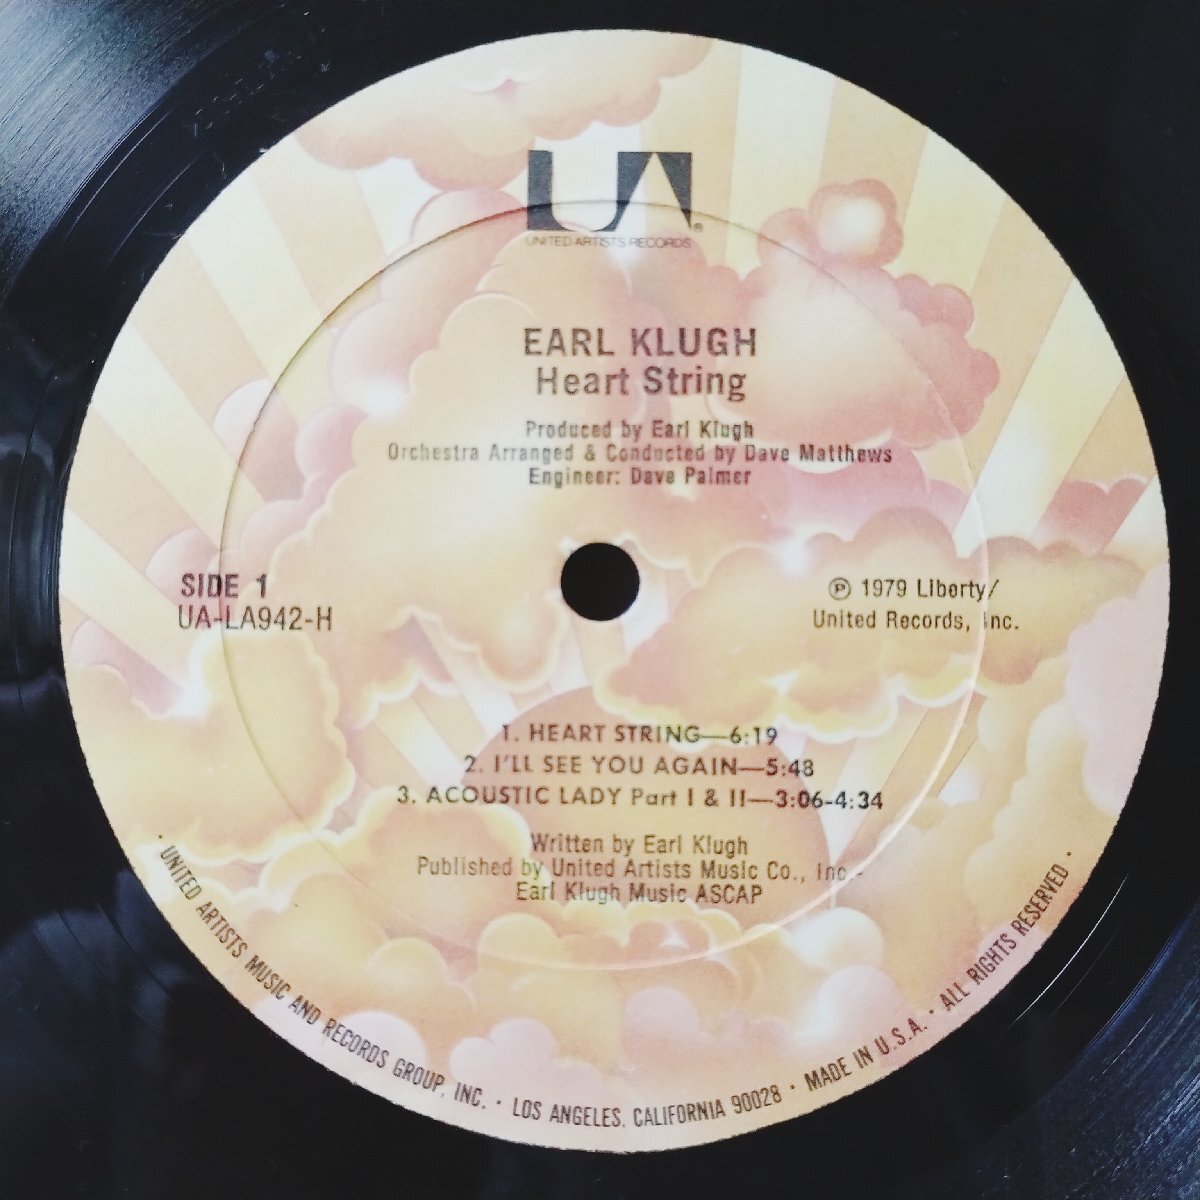 UA®
UNITED ARTISTS RECORDS
EARL KLUGH
Heart String
Produced by Earl Klugh
Orchestra Arranged & Conducted by Dave Matthews
Engineer: Dave Palmer
SIDE 1
UA-LA942-H
Ⓟ 1979 Liberty/
United Records, Inc.
1. HEART STRING—6:19
2. I'LL SEE YOU AGAIN—5:48
3. ACOUSTIC LADY Part I & II—3:06-4:34
Written by Earl Klugh
Published by United Artists Music Co., Inc.-
Earl Klugh Music ASCAP
· UNITED ARTISTS MUSIC AND RECORDS GROUP, INC. · LOS ANGELES, CALIFORNIA 90028 · MADE IN U.S.A. · ALL RIGHTS RESERVED ·